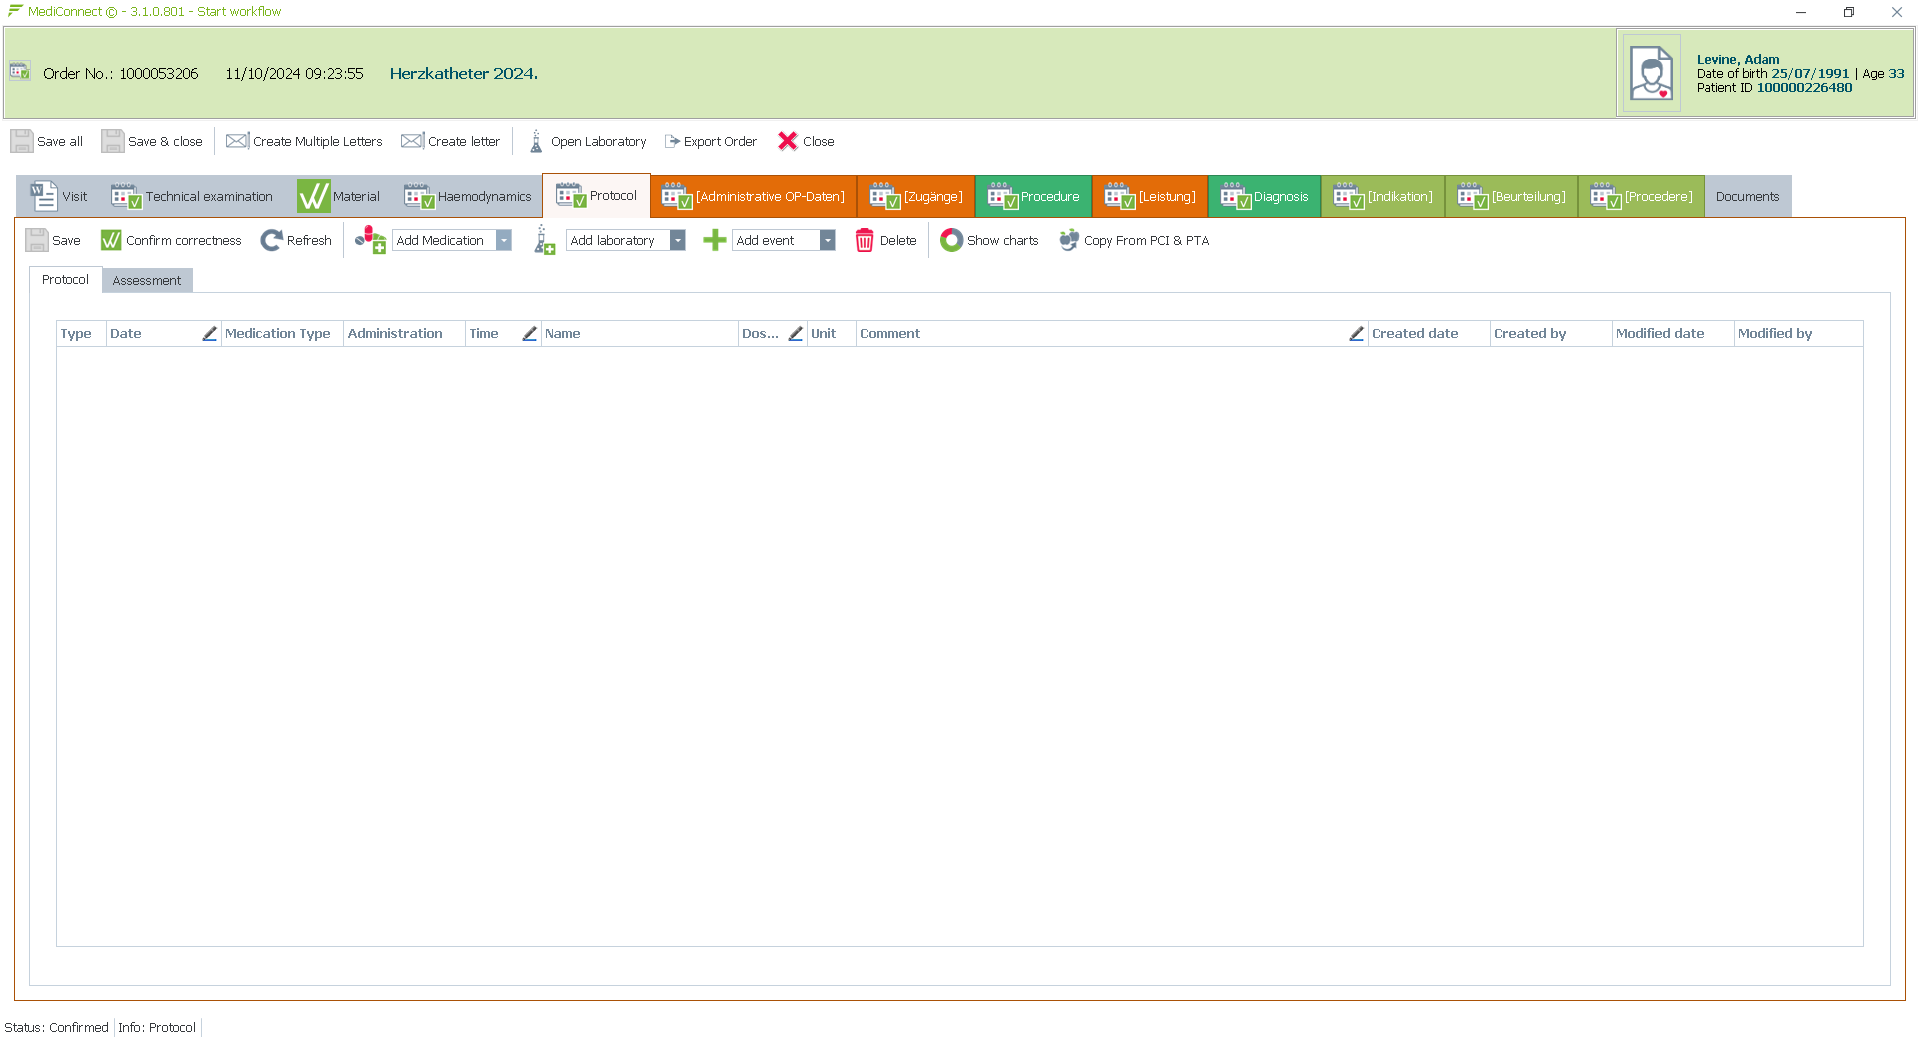 MediConnect © - 3.1.0.801 - Start workflow
Order No.: 1000053206 11/10/2024 09:23:55 Herzkatheter 2024.
Levine, Adam
Date of birth 25/07/1991 | Age 33
Patient ID 100000226480
Save all Save & close Create Multiple Letters Create letter Open Laboratory Export Order Close
Visit Technical examination Material Haemodynamics Protocol [Administrative OP-Daten] [Zugänge] Procedure [Leistung] Diagnosis [Indikation] [Beurteilung] [Procedere] Documents
Save Confirm correctness Refresh Add Medication Add laboratory Add event Delete Show charts Copy From PCI & PTA
Protocol Assessment
Type Date Medication Type Administration Time Name Dos... Unit Comment Created date Created by Modified date Modified by
Status: Confirmed Info: Protocol